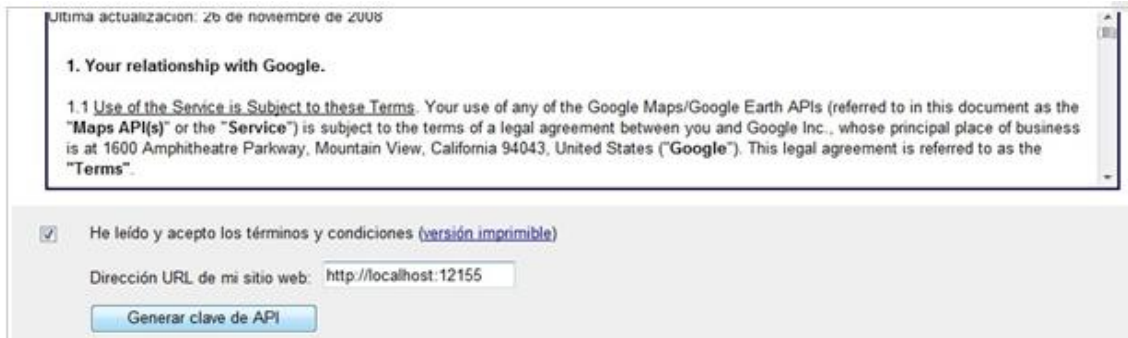 Última actualización: 26 de noviembre de 2008
1. Your relationship with Google.
1.1 Use of the Service is Subject to these Terms. Your use of any of the Google Maps/Google Earth APIs (referred to in this document as the
"Maps API(s)" or the "Service") is subject to the terms of a legal agreement between you and Google Inc., whose principal place of business
is at 1600 Amphitheatre Parkway, Mountain View, California 94043, United States ("Google"). This legal agreement is referred to as the
"Terms".
He leído y acepto los términos y condiciones (versión imprimible)
Dirección URL de mi sitio web: http://localhost:12155
Generar clave de API